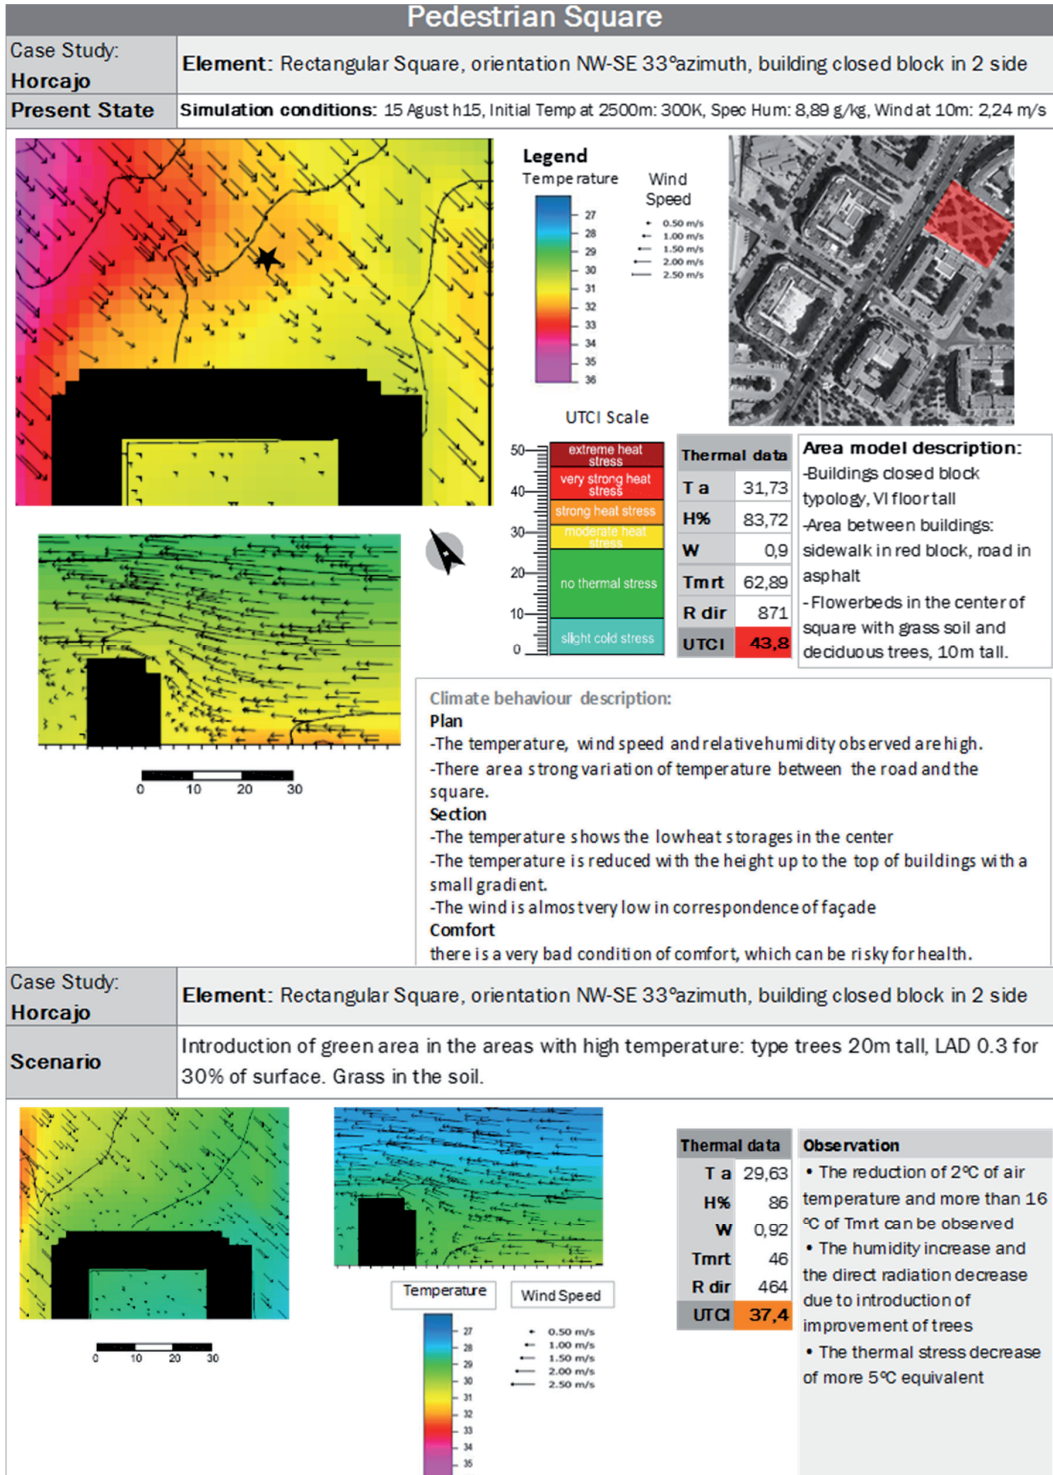 Pedestrian Square
Case Study:
Horcajo
Element: Rectangular Square, orientation NW-SE 33ºazimuth, building closed block in 2 side
Present State
Simulation conditions: 15 Agust h15, Initial Temp at 2500m: 300K, Spec Hum: 8,89 g/kg, Wind at 10m: 2,24 m/s
Legend
Temperature
Wind
Speed
27
28
29
30
31
32
33
34
35
36
0.50 m/s
1.00 m/s
1.50 m/s
2.00 m/s
2.50 m/s
UTCI Scale
50
40
30
20
10
0
extreme heat
stress
very strong heat
stress
strong heat stress
moderate heat
stress
no thermal stress
slight cold stress
Thermal data
T a 31,73
H% 83,72
W 0,9
Tmrt 62,89
R dir 871
UTCI 43,8
Area model description:
-Buildings closed block
typology, VI floor tall
-Area between buildings:
sidewalk in red block, road in
asphalt
- Flowerbeds in the center of
square with grass soil and
deciduous trees, 10m tall.
0 10 20 30
Climate behaviour description:
Plan
-The temperature, wind speed and relative humidity observed are high.
-There area strong variation of temperature between the road and the
square.
Section
-The temperature shows the lowheat storages in the center
-The temperature is reduced with the height up to the top of buildings with a
small gradient.
-The wind is almost very low in correspondence of façade
Comfort
there is a very bad condition of comfort, which can be risky for health.
Case Study:
Horcajo
Element: Rectangular Square, orientation NW-SE 33ºazimuth, building closed block in 2 side
Scenario
Introduction of green area in the areas with high temperature: type trees 20m tall, LAD 0.3 for
30% of surface. Grass in the soil.
0 10 20 30
Temperature
Wind Speed
27
28
29
30
31
32
33
34
35
0.50 m/s
1.00 m/s
1.50 m/s
2.00 m/s
2.50 m/s
Thermal data
T a 29,63
H% 86
W 0,92
Tmrt 46
R dir 464
UTCI 37,4
Observation
• The reduction of 2ºC of air
temperature and more than 16
ºC of Tmrt can be observed
• The humidity increase and
the direct radiation decrease
due to introduction of
improvement of trees
• The thermal stress decrease
of more 5ºC equivalent